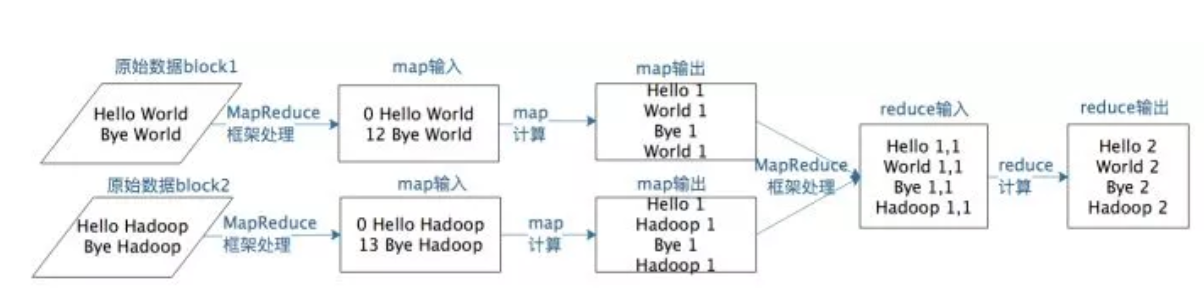 原始数据block1
Hello World
Bye World
MapReduce
框架处理
map输入
0 Hello World
12 Bye World
map
计算
map输出
Hello 1
World 1
Bye 1
World 1
原始数据block2
Hello Hadoop
Bye Hadoop
MapReduce
框架处理
map输入
0 Hello Hadoop
13 Bye Hadoop
map
计算
map输出
Hello 1
Hadoop 1
Bye 1
Hadoop 1
MapReduce
框架处理
reduce输入
Hello 1,1
World 1,1
Bye 1,1
Hadoop 1,1
reduce
计算
reduce输出
Hello 2
World 2
Bye 2
Hadoop 2